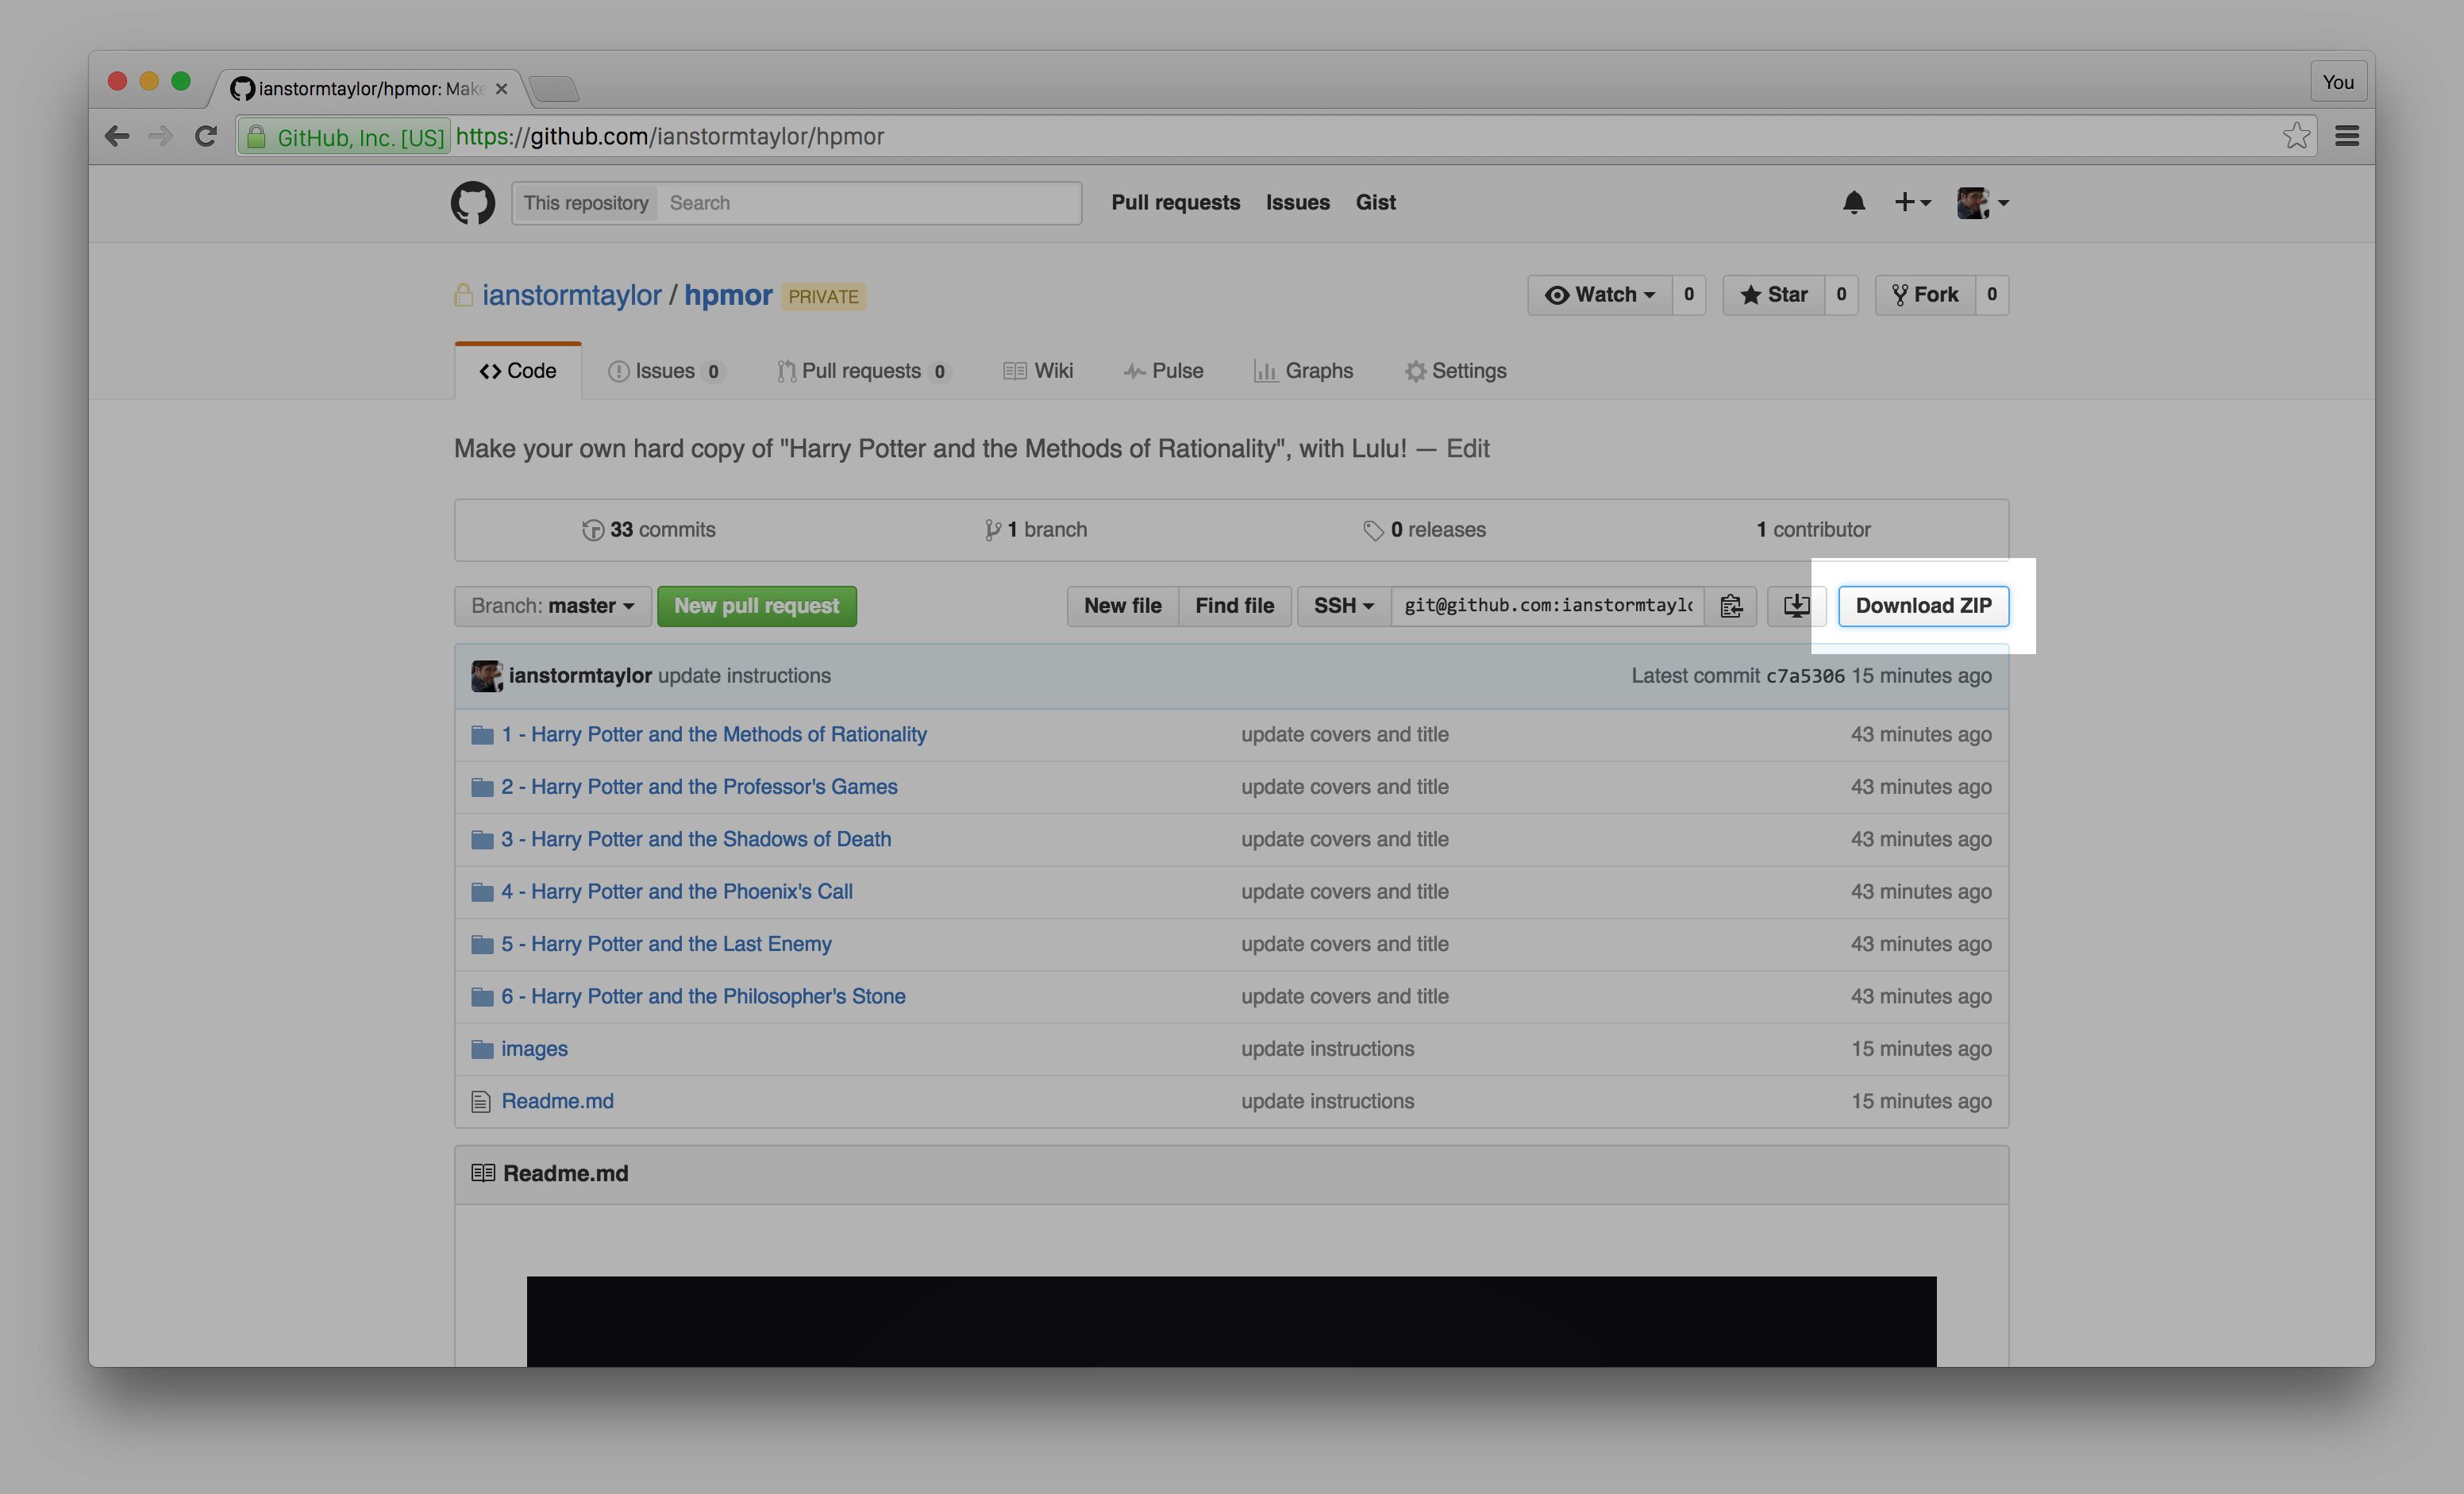 ianstormtaylor/hpmor: Make
You
GitHub, Inc. [US] https://github.com/ianstormtaylor/hpmor
This repository Search Pull requests Issues Gist
ianstormtaylor / hpmor PRIVATE Watch 0 Star 0 Fork 0
Code Issues 0 Pull requests 0 Wiki Pulse Graphs Settings
Make your own hard copy of "Harry Potter and the Methods of Rationality", with Lulu! — Edit
33 commits 1 branch 0 releases 1 contributor
Branch: master New pull request New file Find file SSH git@github.com:ianstormtaylo Download ZIP
ianstormtaylor update instructions Latest commit c7a5306 15 minutes ago
1 - Harry Potter and the Methods of Rationality update covers and title 43 minutes ago
2 - Harry Potter and the Professor's Games update covers and title 43 minutes ago
3 - Harry Potter and the Shadows of Death update covers and title 43 minutes ago
4 - Harry Potter and the Phoenix's Call update covers and title 43 minutes ago
5 - Harry Potter and the Last Enemy update covers and title 43 minutes ago
6 - Harry Potter and the Philosopher's Stone update covers and title 43 minutes ago
images update instructions 15 minutes ago
Readme.md update instructions 15 minutes ago
Readme.md